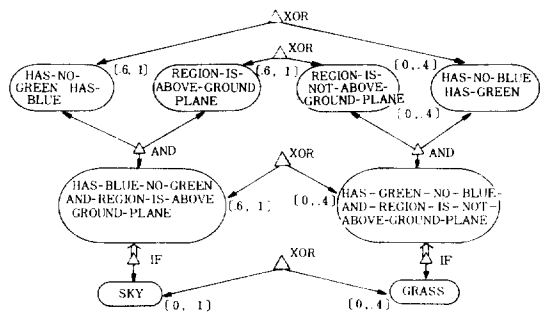 XOR
XOR
HAS-NO-
GREEN HAS-
BLUE
[.6, 1]
REGION-IS-
ABOVE-GROUND
PLANE
[.6, 1]
REGION-IS-
NOT-ABOVE-
GROUND-PLANE
[0,.4]
HAS-NO-BLUE
HAS-GREEN
[0,.4]
AND
AND
XOR
HAS-BLUE-NO-GREEN
AND-REGION-IS-ABOVE
GROUND-PLANE
[.6, 1]
[0,.4]
HAS-GREEN-NO-BLUE-
AND-REGION-IS-NOT-
ABOVE-GROUND-PLANE
IF
XOR
IF
SKY
[0, 1]
[0,.4]
GRASS